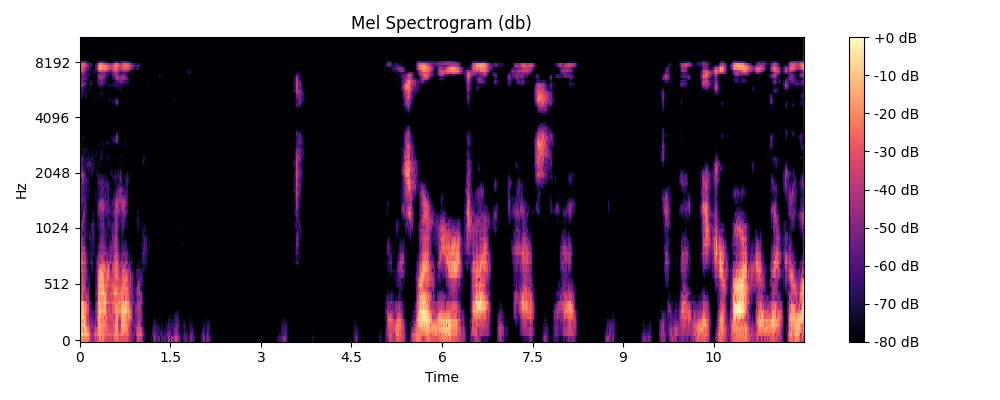 Mel Spectrogram (db)
Hz
8192
4096
2048
1024
512
0
0 1.5 3 4.5 6 7.5 9 10
Time
+0 dB
-10 dB
-20 dB
-30 dB
-40 dB
-50 dB
-60 dB
-70 dB
-80 dB